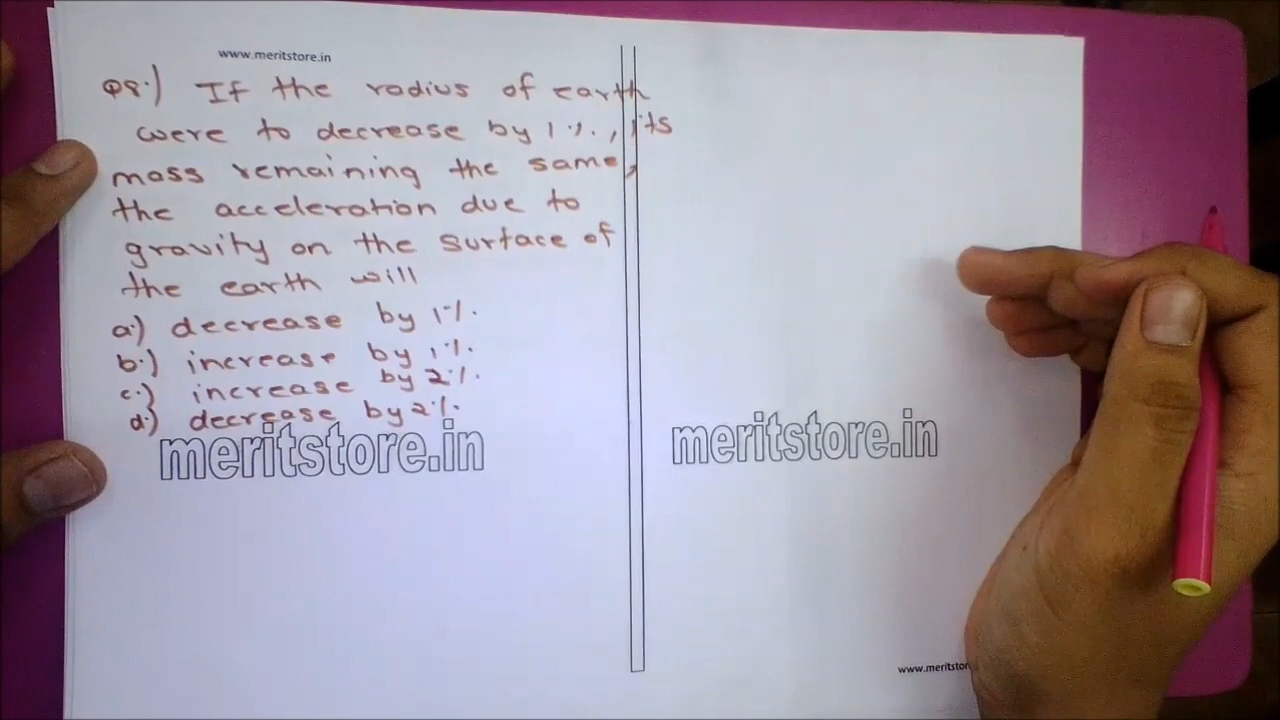 www.meritstore.in
Q8.) If the radius of earth
were to decrease by 1%., its
mass remaining the same,
the acceleration due to
gravity on the surface of
the earth will
a.) decrease by 1%.
b.) increase by 1%.
c.) increase by 2%.
d.) decrease by 2%.
meritstore.in
meritstore.in